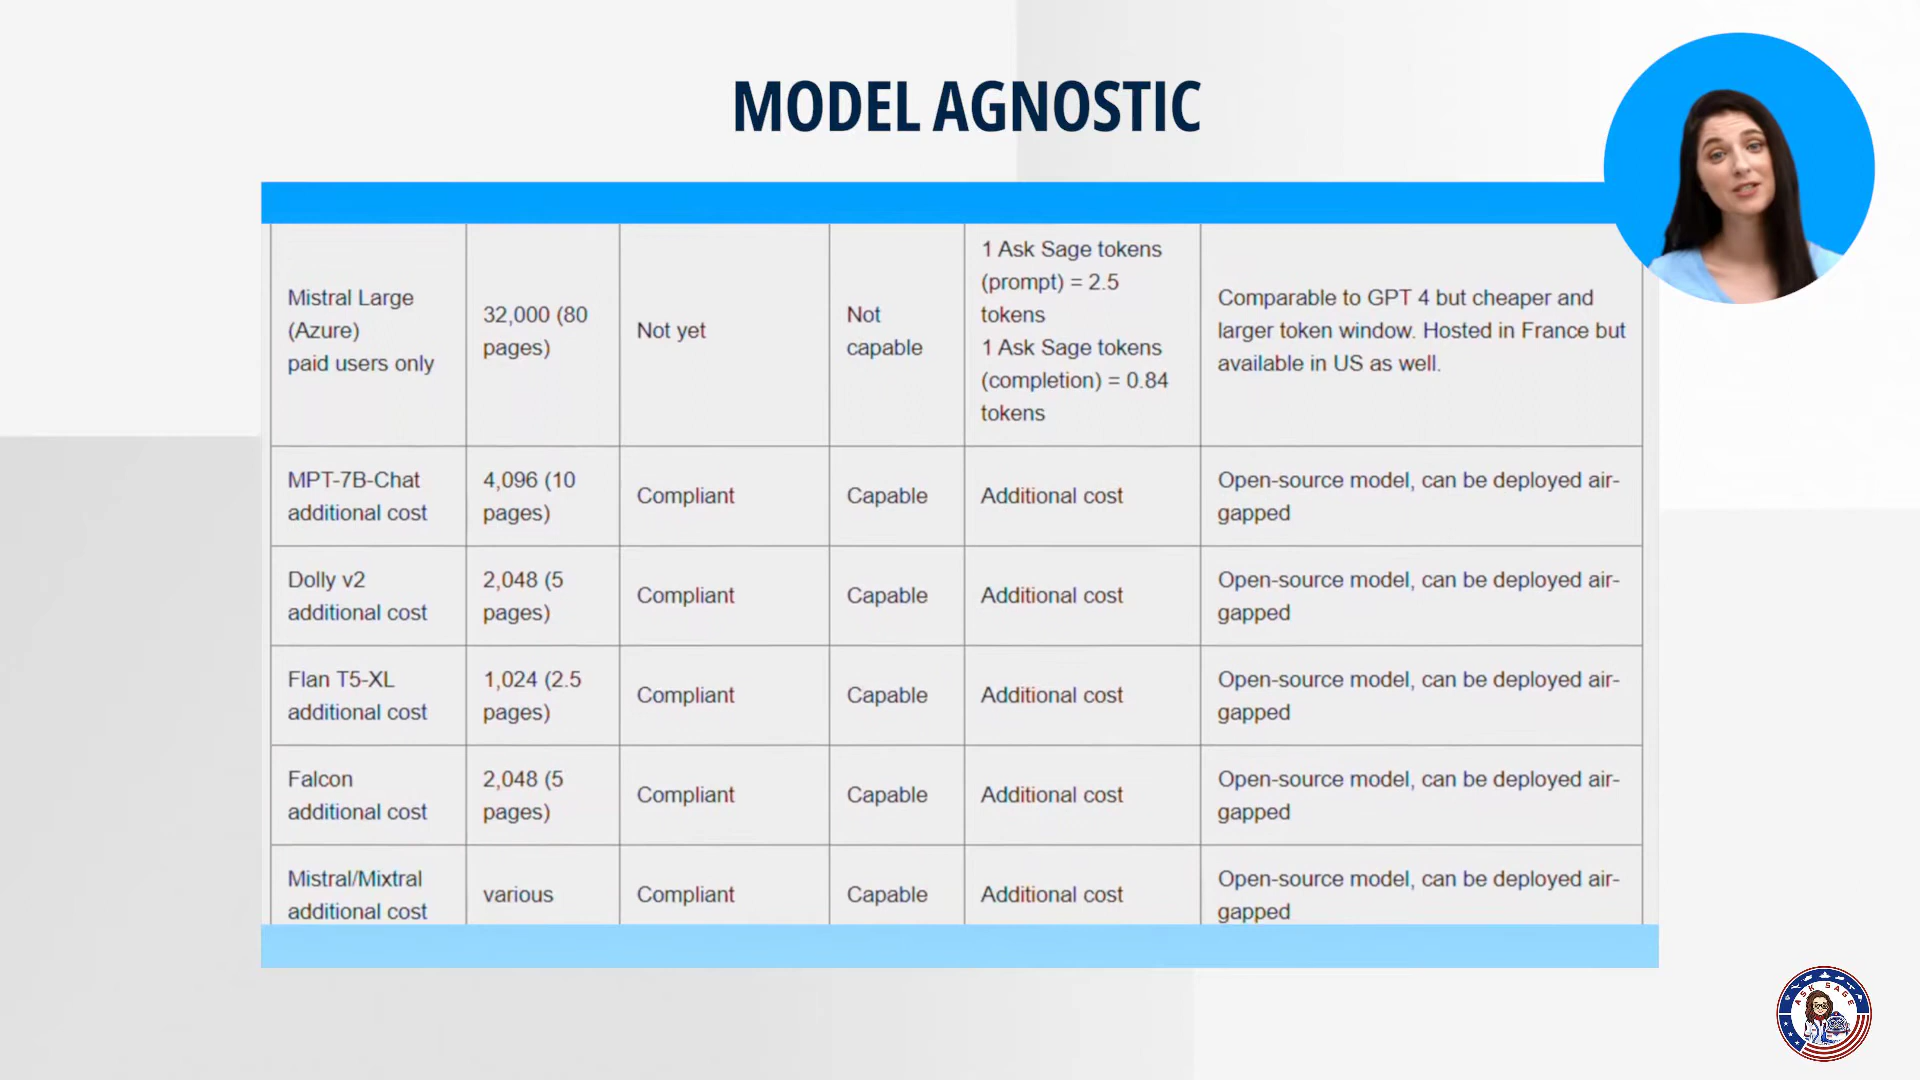 MODEL AGNOSTIC
Mistral Large
(Azure)
paid users only
32,000 (80
pages)
Not yet
Not
capable
1 Ask Sage tokens
(prompt) = 2.5
tokens
1 Ask Sage tokens
(completion) = 0.84
tokens
Comparable to GPT 4 but cheaper and
larger token window. Hosted in France but
available in US as well.
MPT-7B-Chat
additional cost
4,096 (10
pages)
Compliant
Capable
Additional cost
Open-source model, can be deployed air-
gapped
Dolly v2
additional cost
2,048 (5
pages)
Compliant
Capable
Additional cost
Open-source model, can be deployed air-
gapped
Flan T5-XL
additional cost
1,024 (2.5
pages)
Compliant
Capable
Additional cost
Open-source model, can be deployed air-
gapped
Falcon
additional cost
2,048 (5
pages)
Compliant
Capable
Additional cost
Open-source model, can be deployed air-
gapped
Mistral/Mixtral
additional cost
various
Compliant
Capable
Additional cost
Open-source model, can be deployed air-
gapped
ASK SAGE